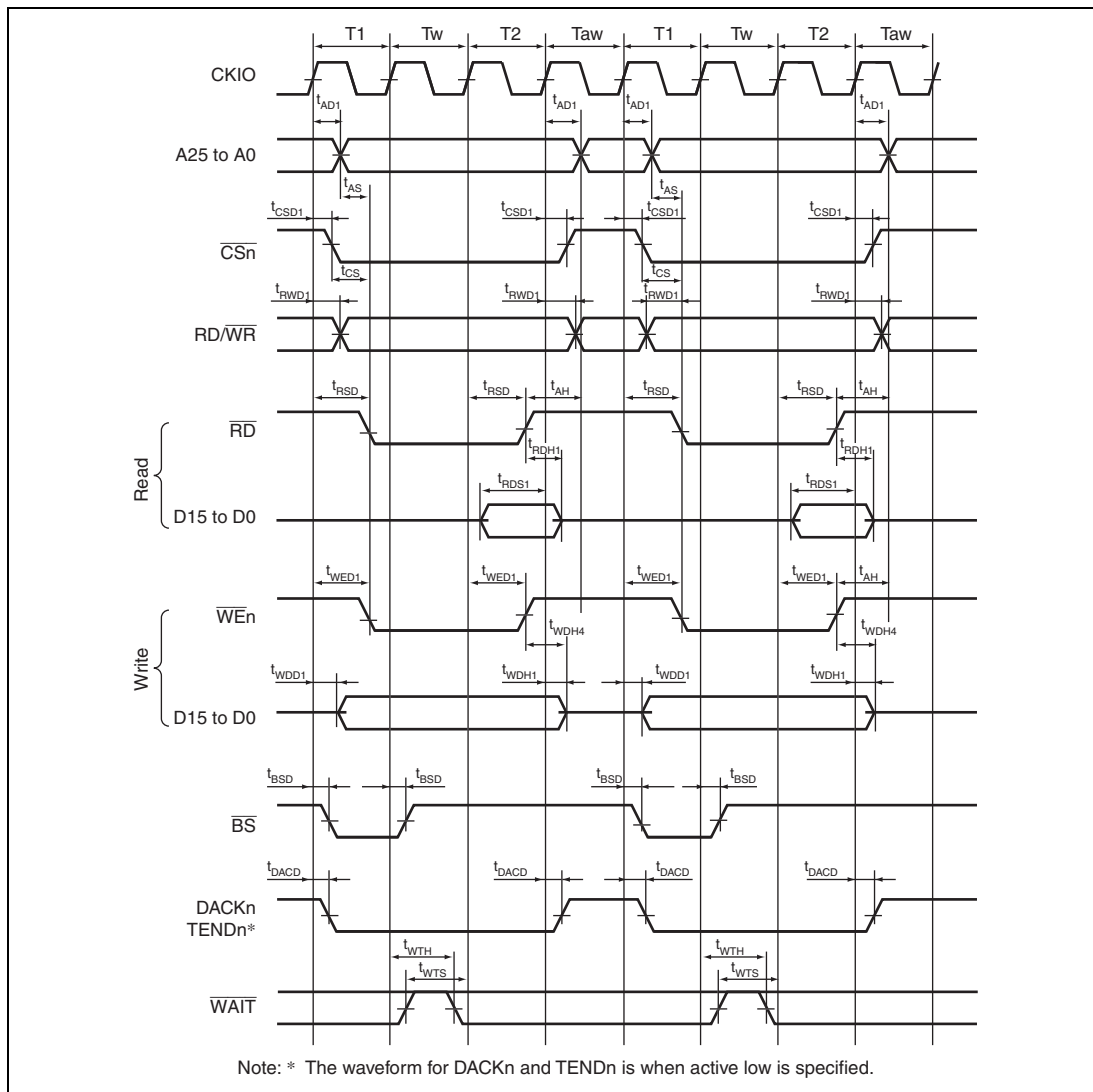 T1 Tw T2 Taw T1 Tw T2 Taw
CKIO
tAD1 tAD1 tAD1 tAD1
A25 to A0
tAS tAS
tCSD1 tCSD1 tCSD1 tCSD1
CSn
tCS tCS
tRWD1 tRWD1 tRWD1 tRWD1
RD/WR
tRSD tRSD tAH tRSD tRSD tAH
RD
tRDH1 tRDH1
Read
tRDS1 tRDS1
D15 to D0
tWED1 tWED1 tWED1 tWED1 tAH
WEn
tWDH4 tWDH4
Write
tWDD1 tWDH1 tWDD1 tWDH1
D15 to D0
tBSD tBSD tBSD tBSD
BS
tDACD tDACD tDACD tDACD
DACKn
TENDn*
tWTH tWTH
tWTS tWTS
WAIT
Note: * The waveform for DACKn and TENDn is when active low is specified.